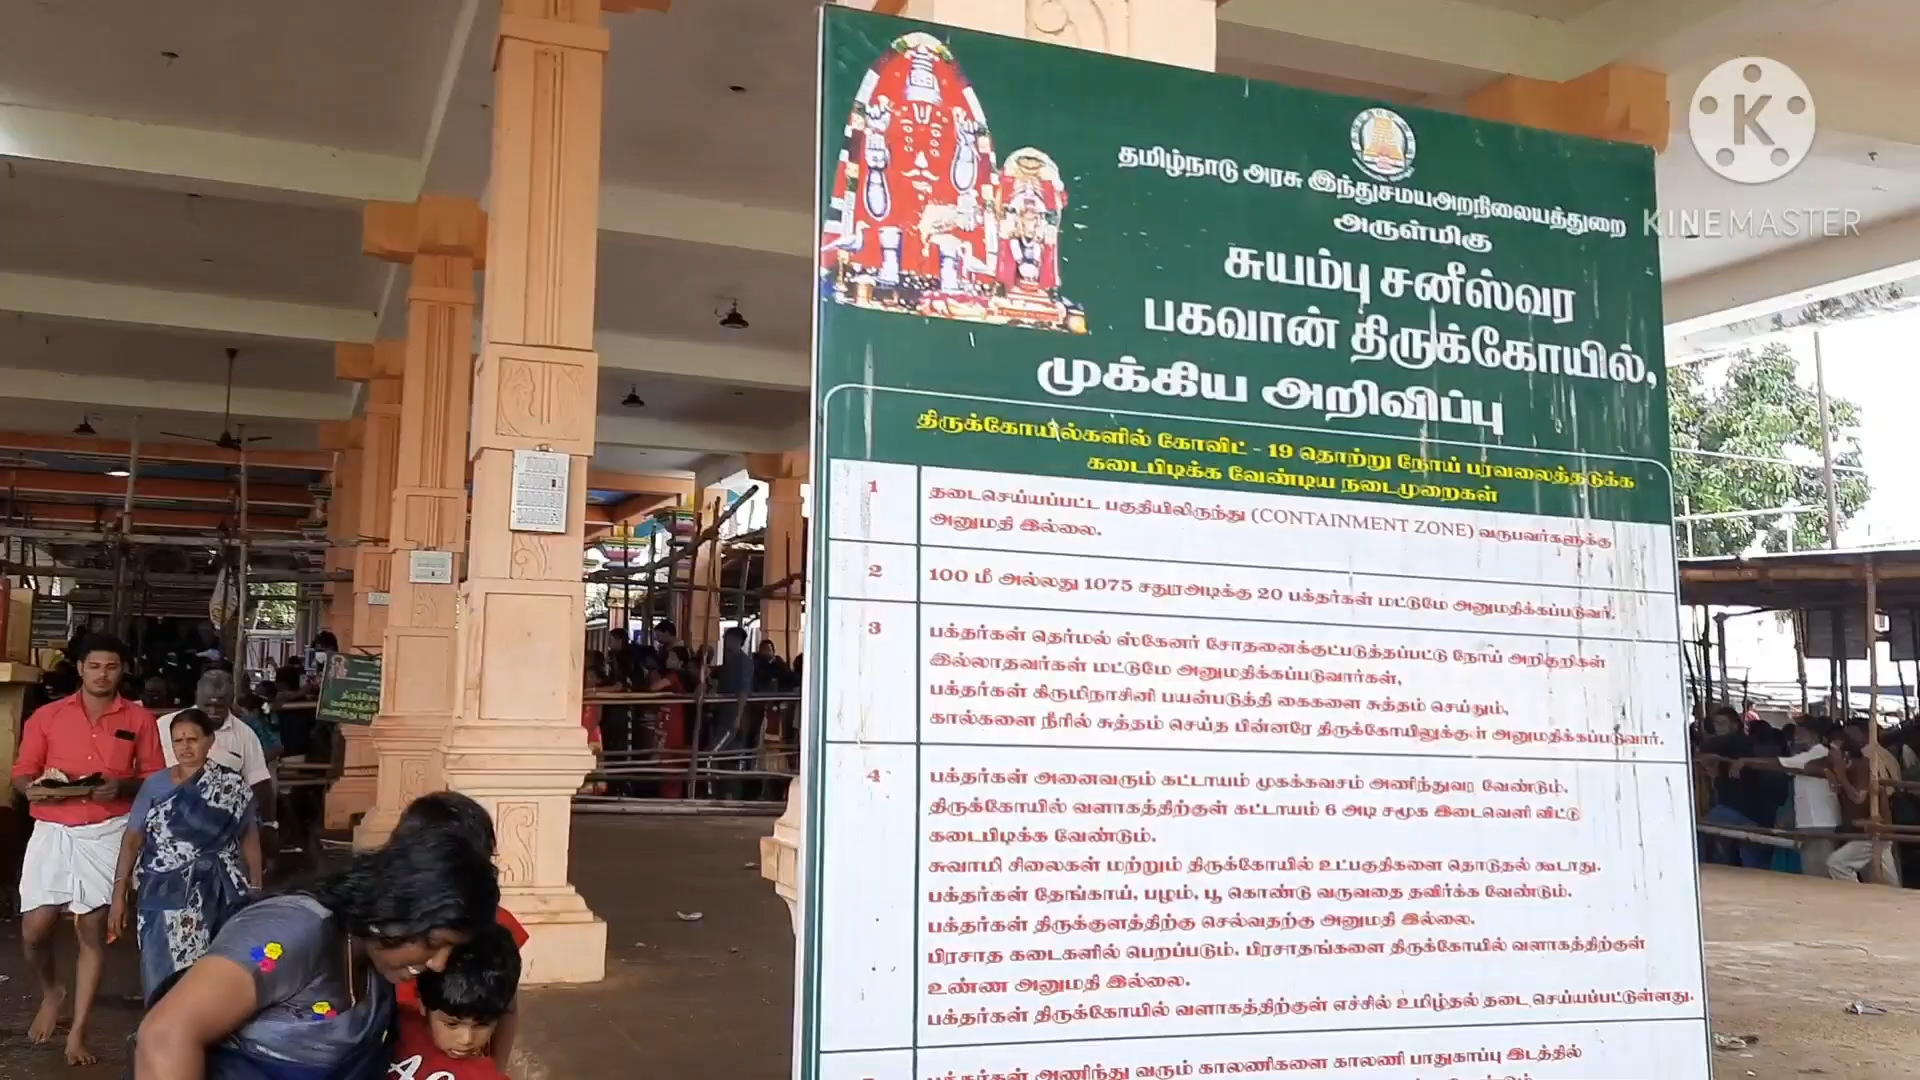 தமிழ்நாடு அரசு இந்துசமயஅறநிலையத்துறை
அருள்மிகு
சுயம்பு சனீஸ்வர
பகவான் திருக்கோயில்,
முக்கிய அறிவிப்பு
திருக்கோயில்களில் கோவிட் - 19 தொற்று நோய் பரவலைத்தடுக்க
கடைபிடிக்க வேண்டிய நடைமுறைகள்
1 தடைசெய்யப்பட்ட பகுதியிலிருந்து (CONTAINMENT ZONE) வருபவர்களுக்கு
அனுமதி இல்லை.
2 100 மீ அல்லது 1075 சதுரஅடிக்கு 20 பக்தர்கள் மட்டுமே அனுமதிக்கப்படுவர்.
3 பக்தர்கள் தெர்மல் ஸ்கேனர் சோதனைக்குட்படுத்தப்பட்டு நோய் அறிகுறிகள்
இல்லாதவர்கள் மட்டுமே அனுமதிக்கப்படுவார்கள்,
பக்தர்கள் கிருமிநாசினி பயன்படுத்தி கைகளை சுத்தம் செய்தும்,
கால்களை நீரில் சுத்தம் செய்த பின்னரே திருக்கோயிலுக்குள் அனுமதிக்கப்படுவார்.
4 பக்தர்கள் அனைவரும் கட்டாயம் முகக்கவசம் அணிந்துவர வேண்டும்.
திருக்கோயில் வளாகத்திற்குள் கட்டாயம் 6 அடி சமூக இடைவெளி விட்டு
கடைபிடிக்க வேண்டும்.
சுவாமி சிலைகள் மற்றும் திருக்கோயில் உட்பகுதிகளை தொடுதல் கூடாது.
பக்தர்கள் தேங்காய், பழம், பூ கொண்டு வருவதை தவிர்க்க வேண்டும்.
பக்தர்கள் திருக்குளத்திற்கு செல்வதற்கு அனுமதி இல்லை.
பிரசாத கடைகளில் பெறப்படும். பிரசாதங்களை திருக்கோயில் வளாகத்திற்குள்
உண்ண அனுமதி இல்லை.
பக்தர்கள் திருக்கோயில் வளாகத்திற்குள் எச்சில் உமிழ்தல் தடை செய்யப்பட்டுள்ளது.
பக்தர்கள் அணிந்து வரும் காலணிகளை காலணி பாதுகாப்பு இடத்தில்
K
KINEMASTER